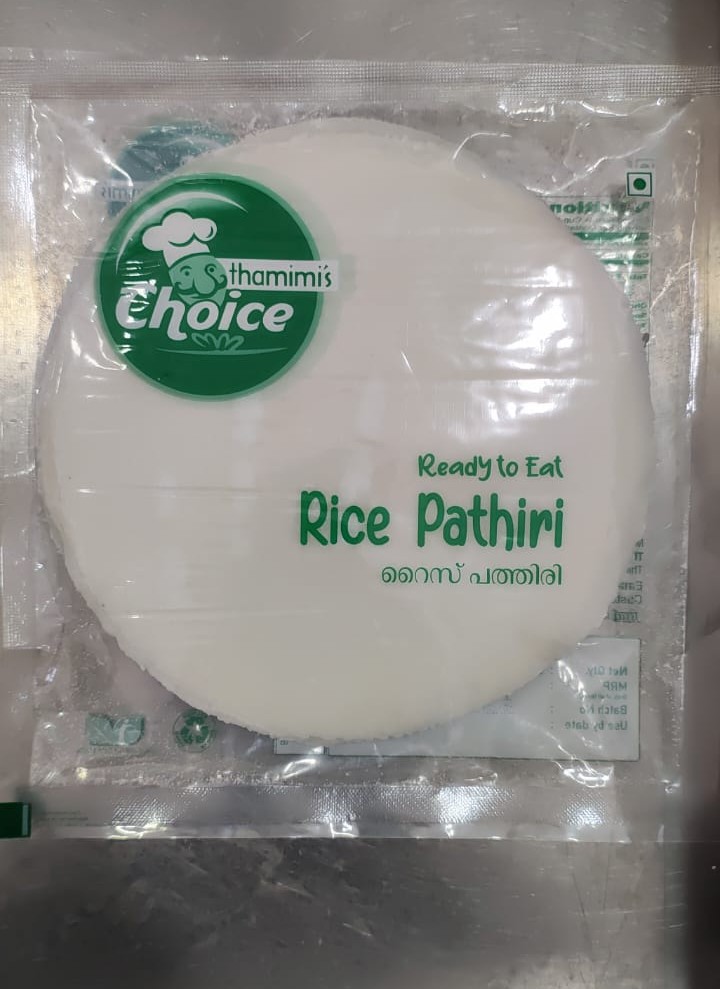 thamimi's
Choice
Ready to Eat
Rice Pathiri
റൈസ് പത്തിരി
Net Qty. :
MRP :
Batch No :
Use by date :